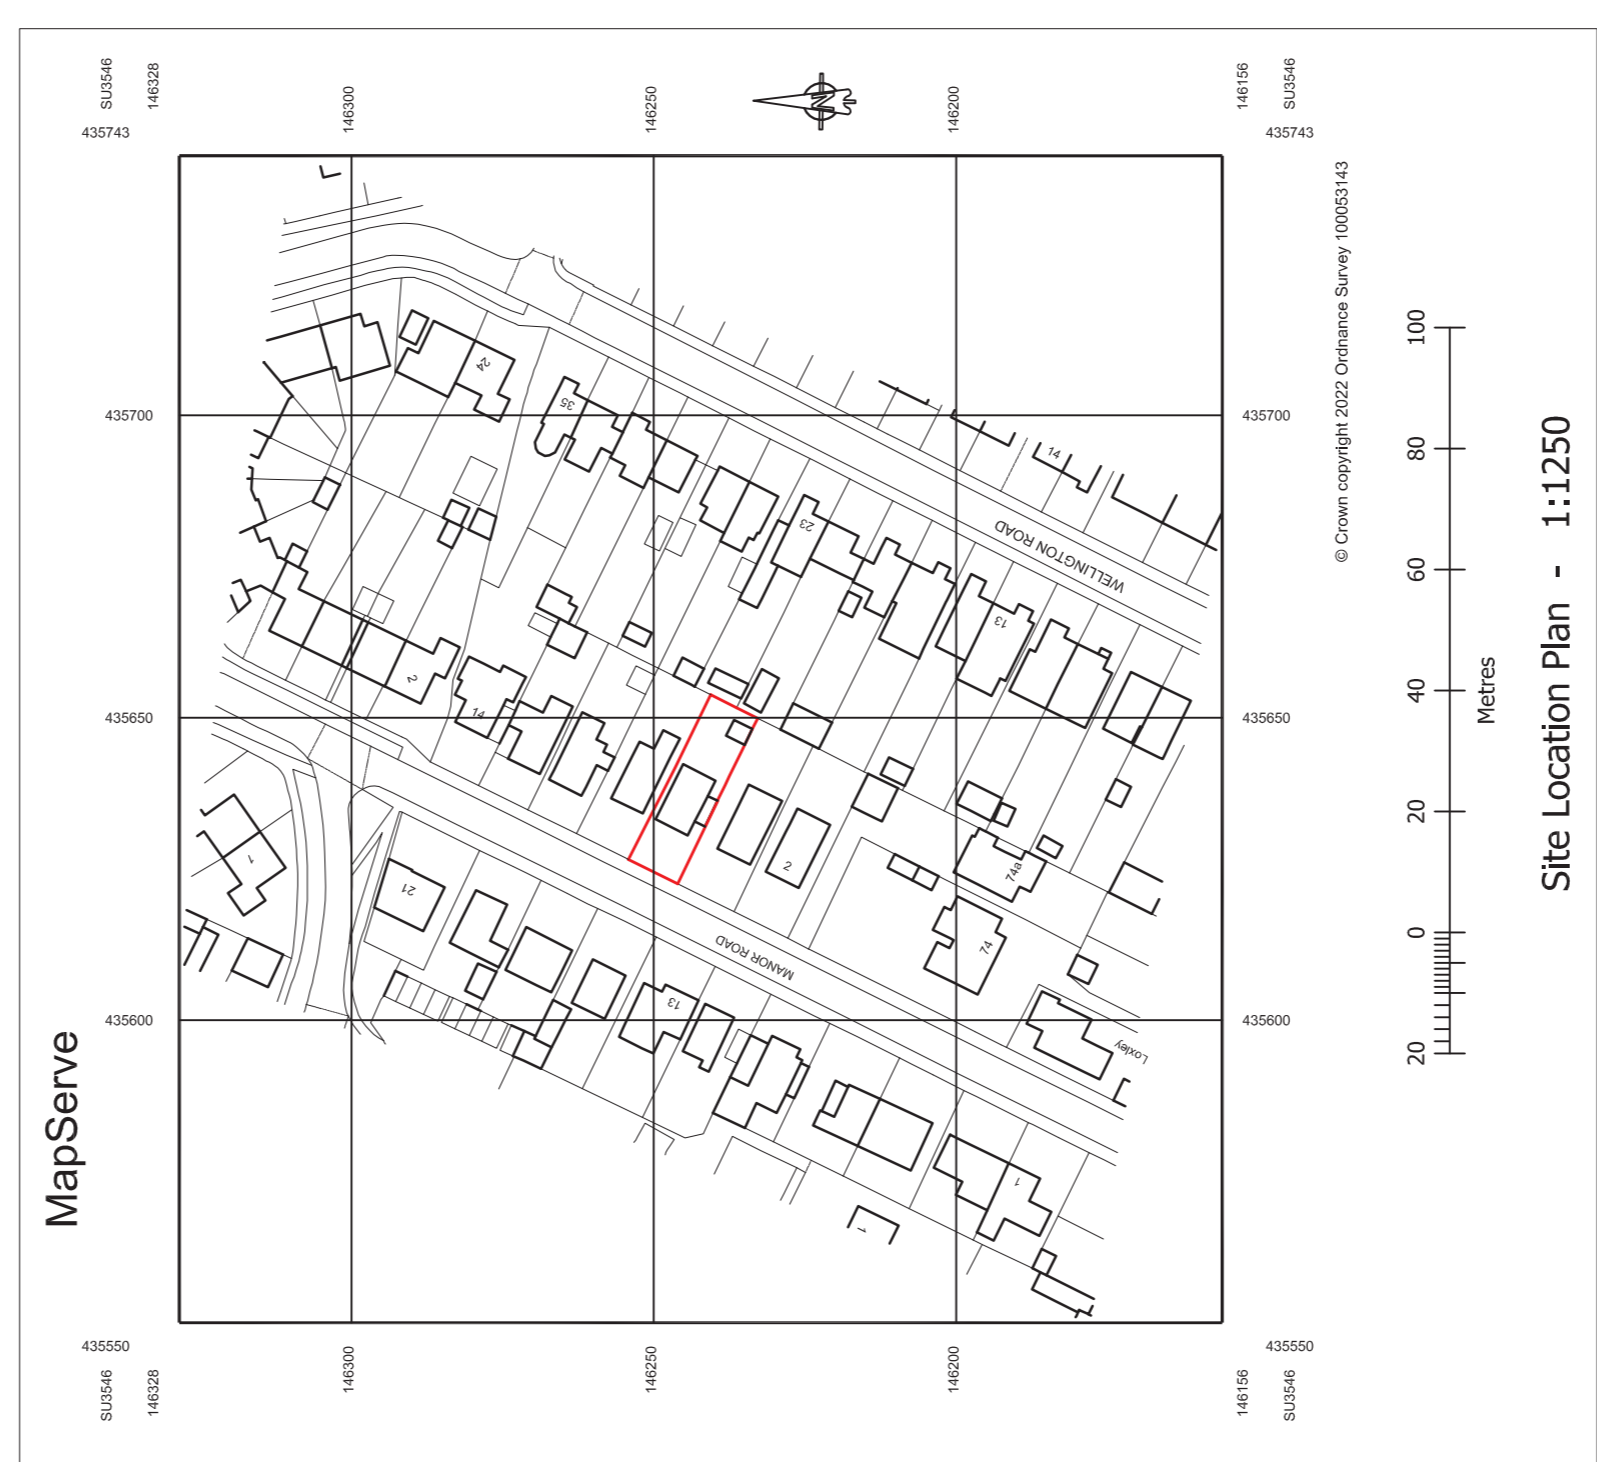 MapServe
SU3546
146328
435743
146300
146250
146200
146156
SU3546
435743
435700
435700
435650
435650
435600
435600
24
35
23
14
WELLINGTON ROAD
13
2
14
2
1
21
74a
74
MANOR ROAD
13
Loxley
1
1
435550
SU3546
146328
146300
146250
146200
146156
SU3546
435550
N
© Crown copyright 2022 Ordnance Survey 100053143
20 0 20 40 60 80 100
Metres
Site Location Plan - 1:1250